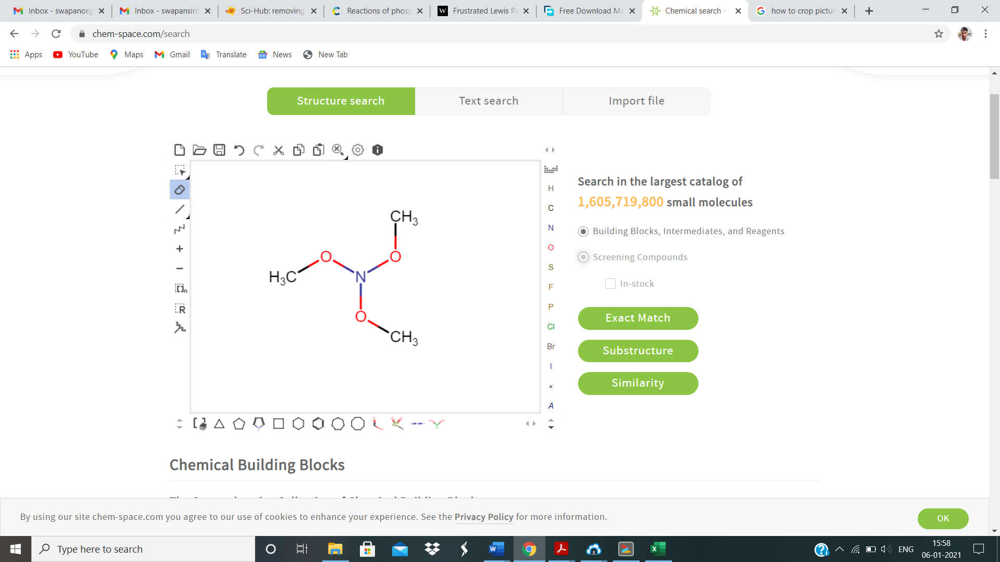 Inbox - swapanorg
Inbox - swapansinh
Sci-Hub: removing
Reactions of phosp
W Frustrated Lewis Pa
Free Download Ma
Chemical search -
how to crop pictur
chem-space.com/search
Apps YouTube Maps Gmail Translate News New Tab
Structure search Text search Import file
H
C
N
O
S
F
P
Cl
Br
I
*
A
R
CH3
O O
H3C N
O
CH3
Search in the largest catalog of
1,605,719,800 small molecules
Building Blocks, Intermediates, and Reagents
Screening Compounds
In-stock
Exact Match
Substructure
Similarity
Chemical Building Blocks
By using our site chem-space.com you agree to our use of cookies to enhance your experience. See the Privacy Policy for more information.
OK
Type here to search
ENG
15:58
06-01-2021